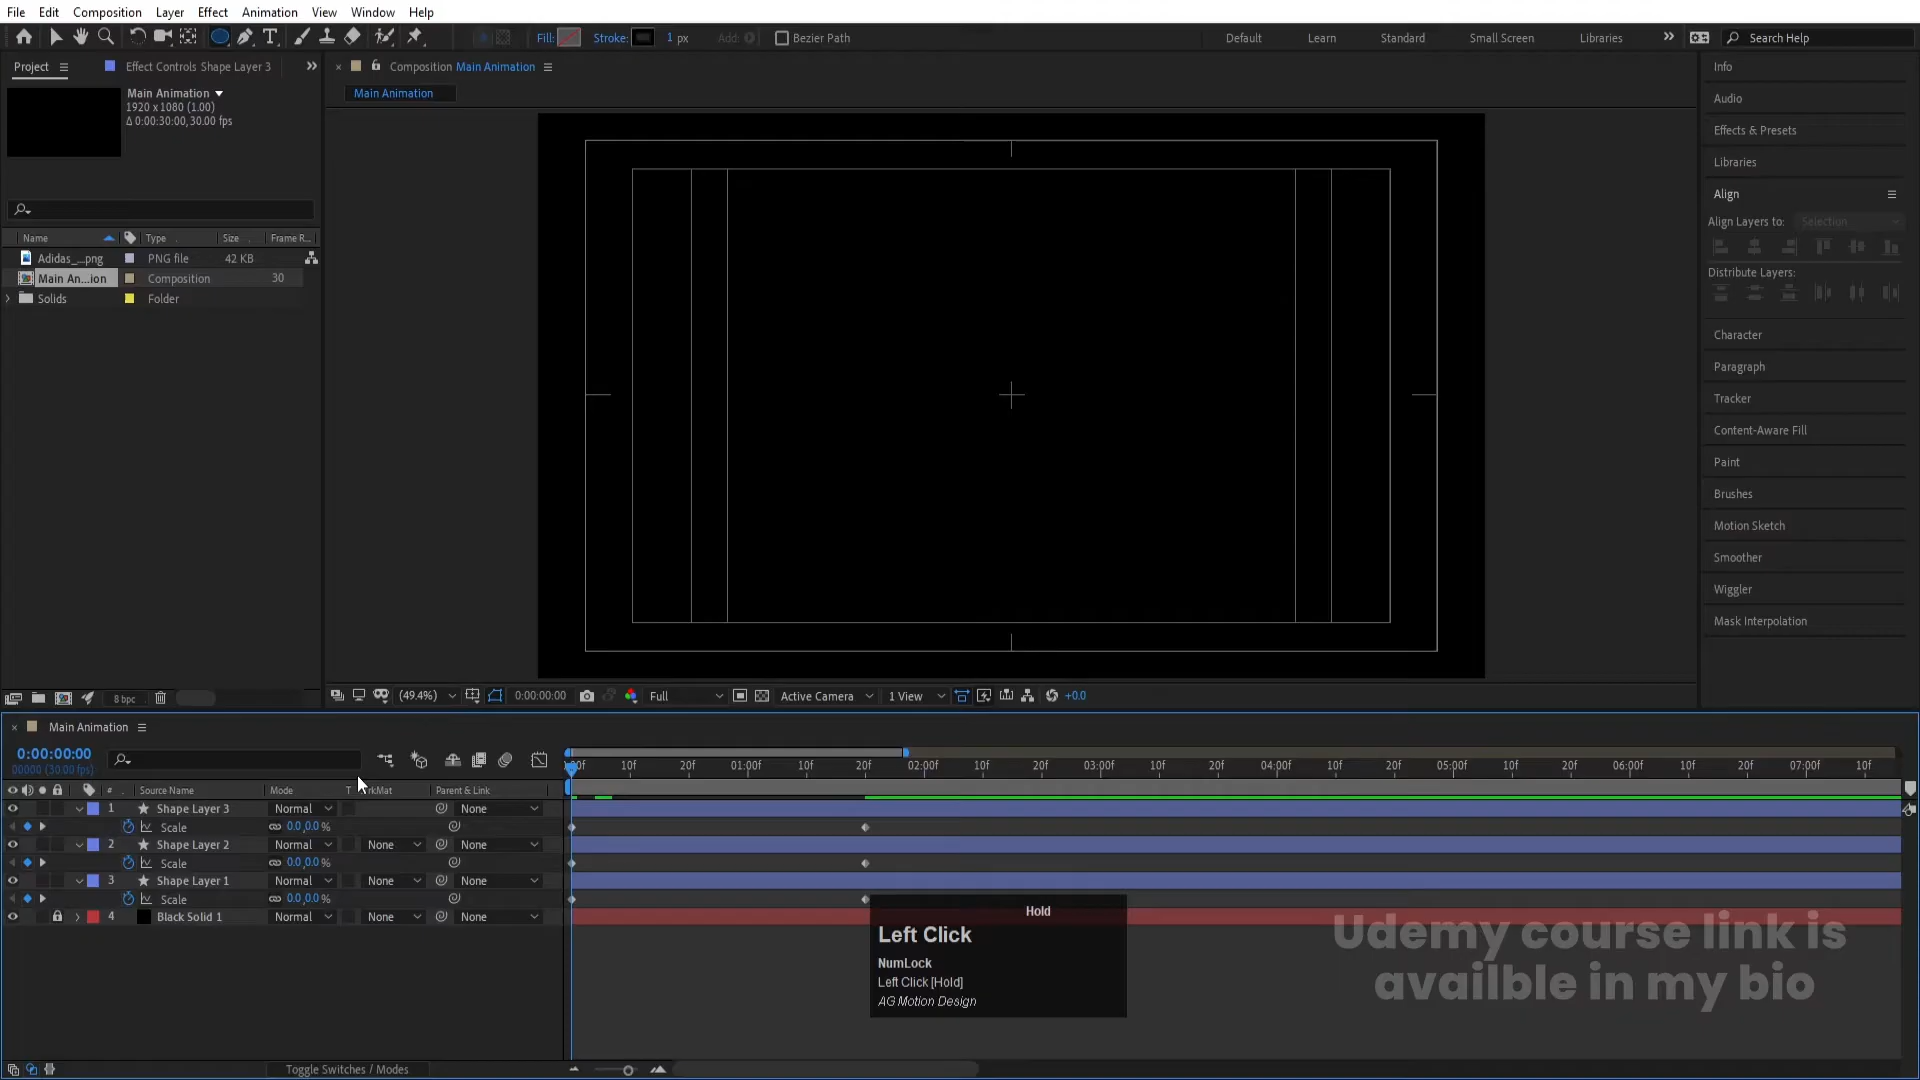 File Edit Composition Layer Effect Animation View Window Help
Fill: Stroke: 1 px Add: Bezier Path Default Learn Standard Small Screen Libraries Search Help
Project Effect Controls Shape Layer 3 Composition Main Animation
Main Animation
Main Animation
1920 x 1080 (1.00)
Δ 0:00:30:00, 30.00 fps
Name Type Size Frame R...
Adidas_...png PNG file 42 KB
Main An...ion Composition 30
Solids Folder
8 bpc
(49.4%) 0:00:00:00 Full Active Camera 1 View +0.0
Info
Audio
Effects & Presets
Libraries
Align
Align Layers to: Selection
Distribute Layers:
Character
Paragraph
Tracker
Content-Aware Fill
Paint
Brushes
Motion Sketch
Smoother
Wiggler
Mask Interpolation
Main Animation
0:00:00:00
00000 (30.00 fps)
10f 20f 01:00f 10f 20f 02:00f 10f 20f 03:00f 10f 20f 04:00f 10f 20f 05:00f 10f 20f 06:00f 10f 20f 07:00f 10f
# Source Name Mode T Parent & Link
1 Shape Layer 3 Normal None
Scale 0.0,0.0 %
2 Shape Layer 2 Normal None None
Scale 0.0,0.0 %
3 Shape Layer 1 Normal None None
Scale 0.0,0.0 %
4 Black Solid 1 Normal None None
Toggle Switches / Modes
Hold
Left Click
NumLock
Left Click [Hold]
AG Motion Design
Udemy course link is
availble in my bio